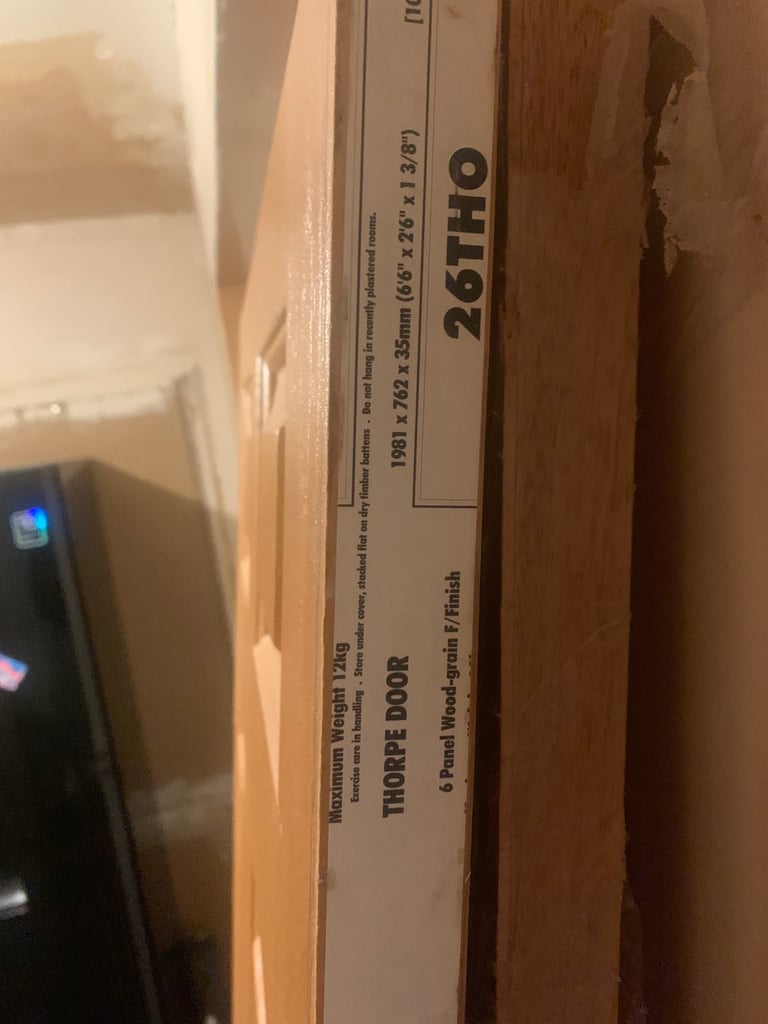 Maximum Weight 12kg
Exercise care in handling . Store under cover, stacked flat on dry timber battens . Do not hang in recently plastered rooms.
THORPE DOOR
1981 x 762 x 35mm (6'6" x 2'6" x 1 3/8")
[10
6 Panel Wood-grain F/Finish
26THO